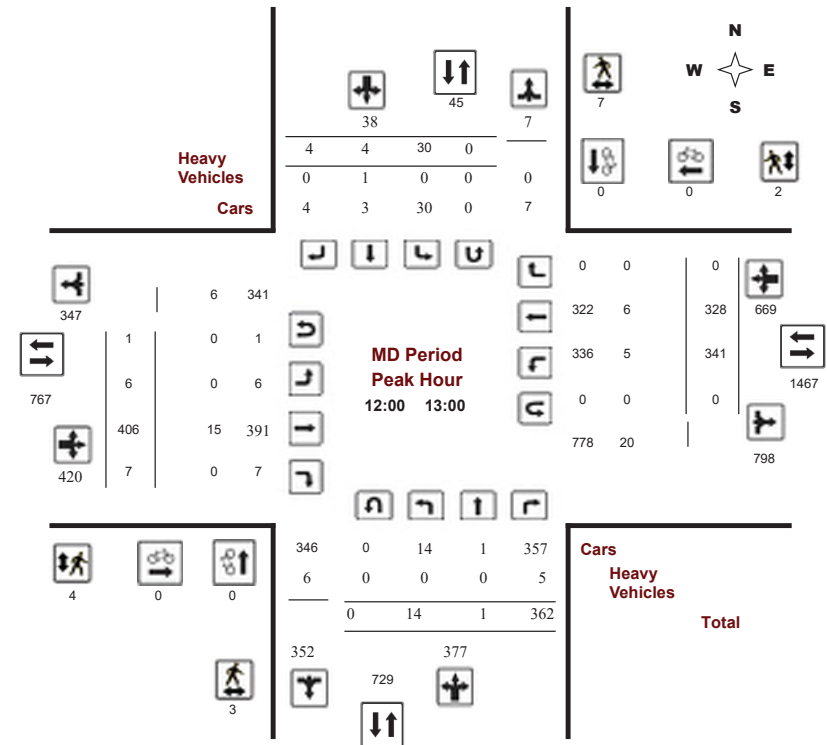 N
W E
S
45
7
38 7
Heavy
Vehicles
4 4 30 0
0 1 0 0 0
Cars 4 3 30 0 7
0 0 2
0 0 0
347 6 341
322 6 328 669
1 0 1
MD Period
Peak Hour
12:00 13:00
336 5 341
767 6 0 6
1467
0 0 0
406 15 391
778 20
798
420 7 0 7
346 0 14 1 357 Cars
6 0 0 0 5 Heavy
Vehicles
4 0 0
0 14 1 362 Total
352 377
729
3